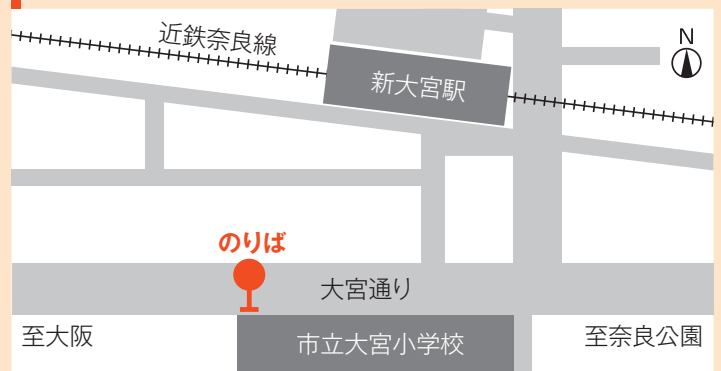 近鉄奈良線
N
新大宮駅
のりば
大宮通り
至大阪
市立大宮小学校
至奈良公園